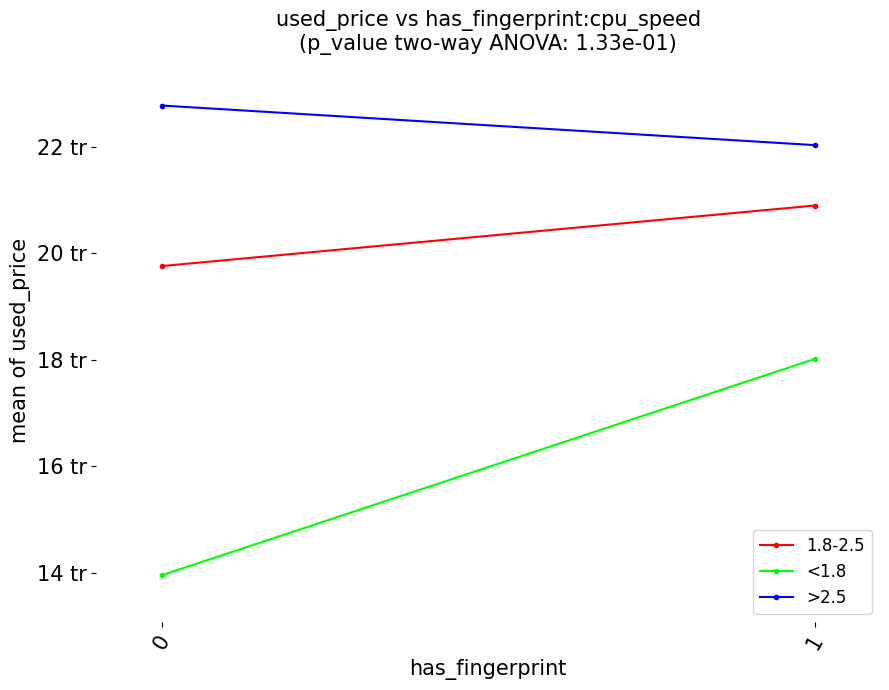 used_price vs has_fingerprint:cpu_speed
(p_value two-way ANOVA: 1.33e-01)
mean of used_price
22 tr
20 tr
18 tr
16 tr
14 tr
0
1
has_fingerprint
1.8-2.5
<1.8
>2.5